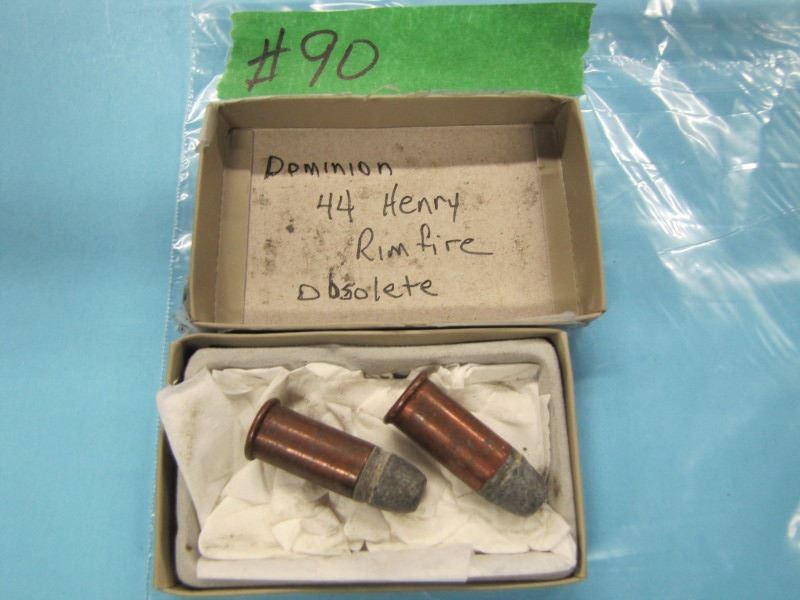 #90
Dominion
44 Henry
Rimfire
Obsolete